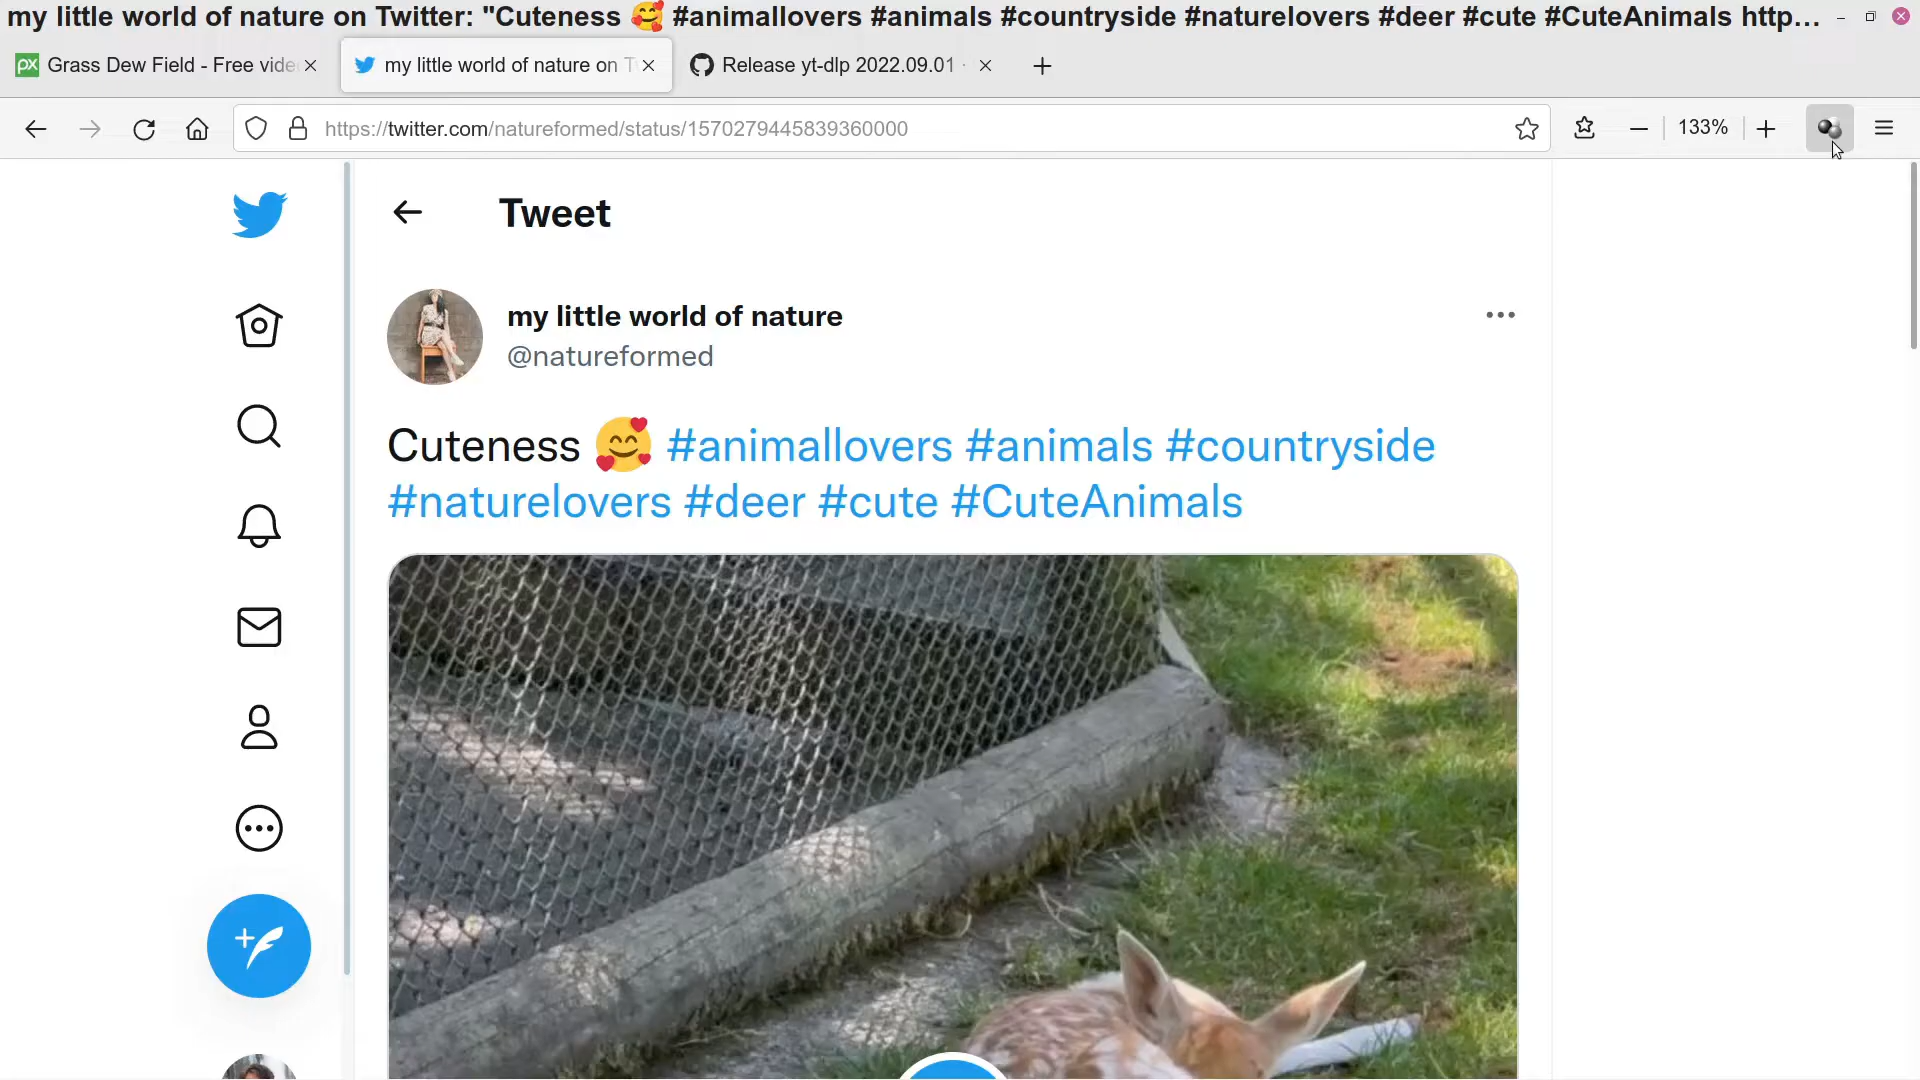 my little world of nature on Twitter: "Cuteness 🥰 #animallovers #animals #countryside #naturelovers #deer #cute #CuteAnimals http...
px Grass Dew Field - Free vide
my little world of nature on T
Release yt-dlp 2022.09.01 ·
https://twitter.com/natureformed/status/1570279445839360000
133%
Tweet
my little world of nature
@natureformed
Cuteness 🥰 #animallovers #animals #countryside
#naturelovers #deer #cute #CuteAnimals